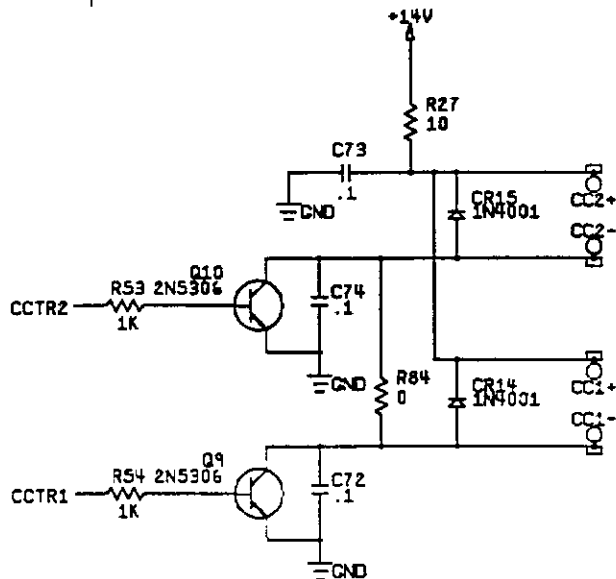 +14V
R27
10
C73
.1
GND
CR15
1N4001
CC2+
CC2-
Q10
R53 2N5306
CCTR2
1K
C74
.1
GND
R84
0
CR14
1N4001
CC1+
CC1-
Q9
R54 2N5306
CCTR1
1K
C72
.1
GND